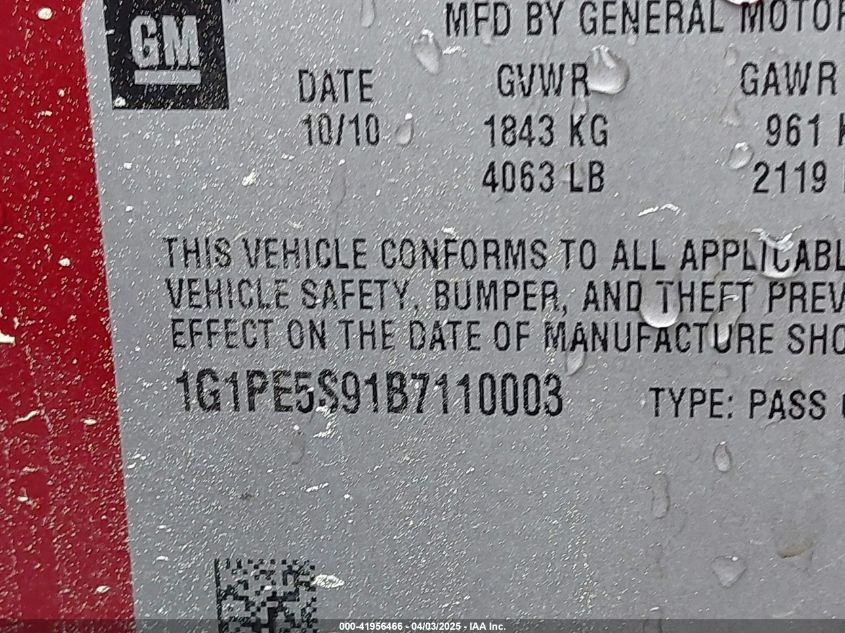 GM
MFD BY GENERAL MOTOR
DATE GVWR GAWR
10/10 1843 KG 961 K
4063 LB 2119
THIS VEHICLE CONFORMS TO ALL APPLICABL
VEHICLE SAFETY, BUMPER, AND THEFT PREV
EFFECT ON THE DATE OF MANUFACTURE SHO
1G1PE5S91B7110003 TYPE: PASS
000-41956466 - 04/03/2025 - IAA Inc.